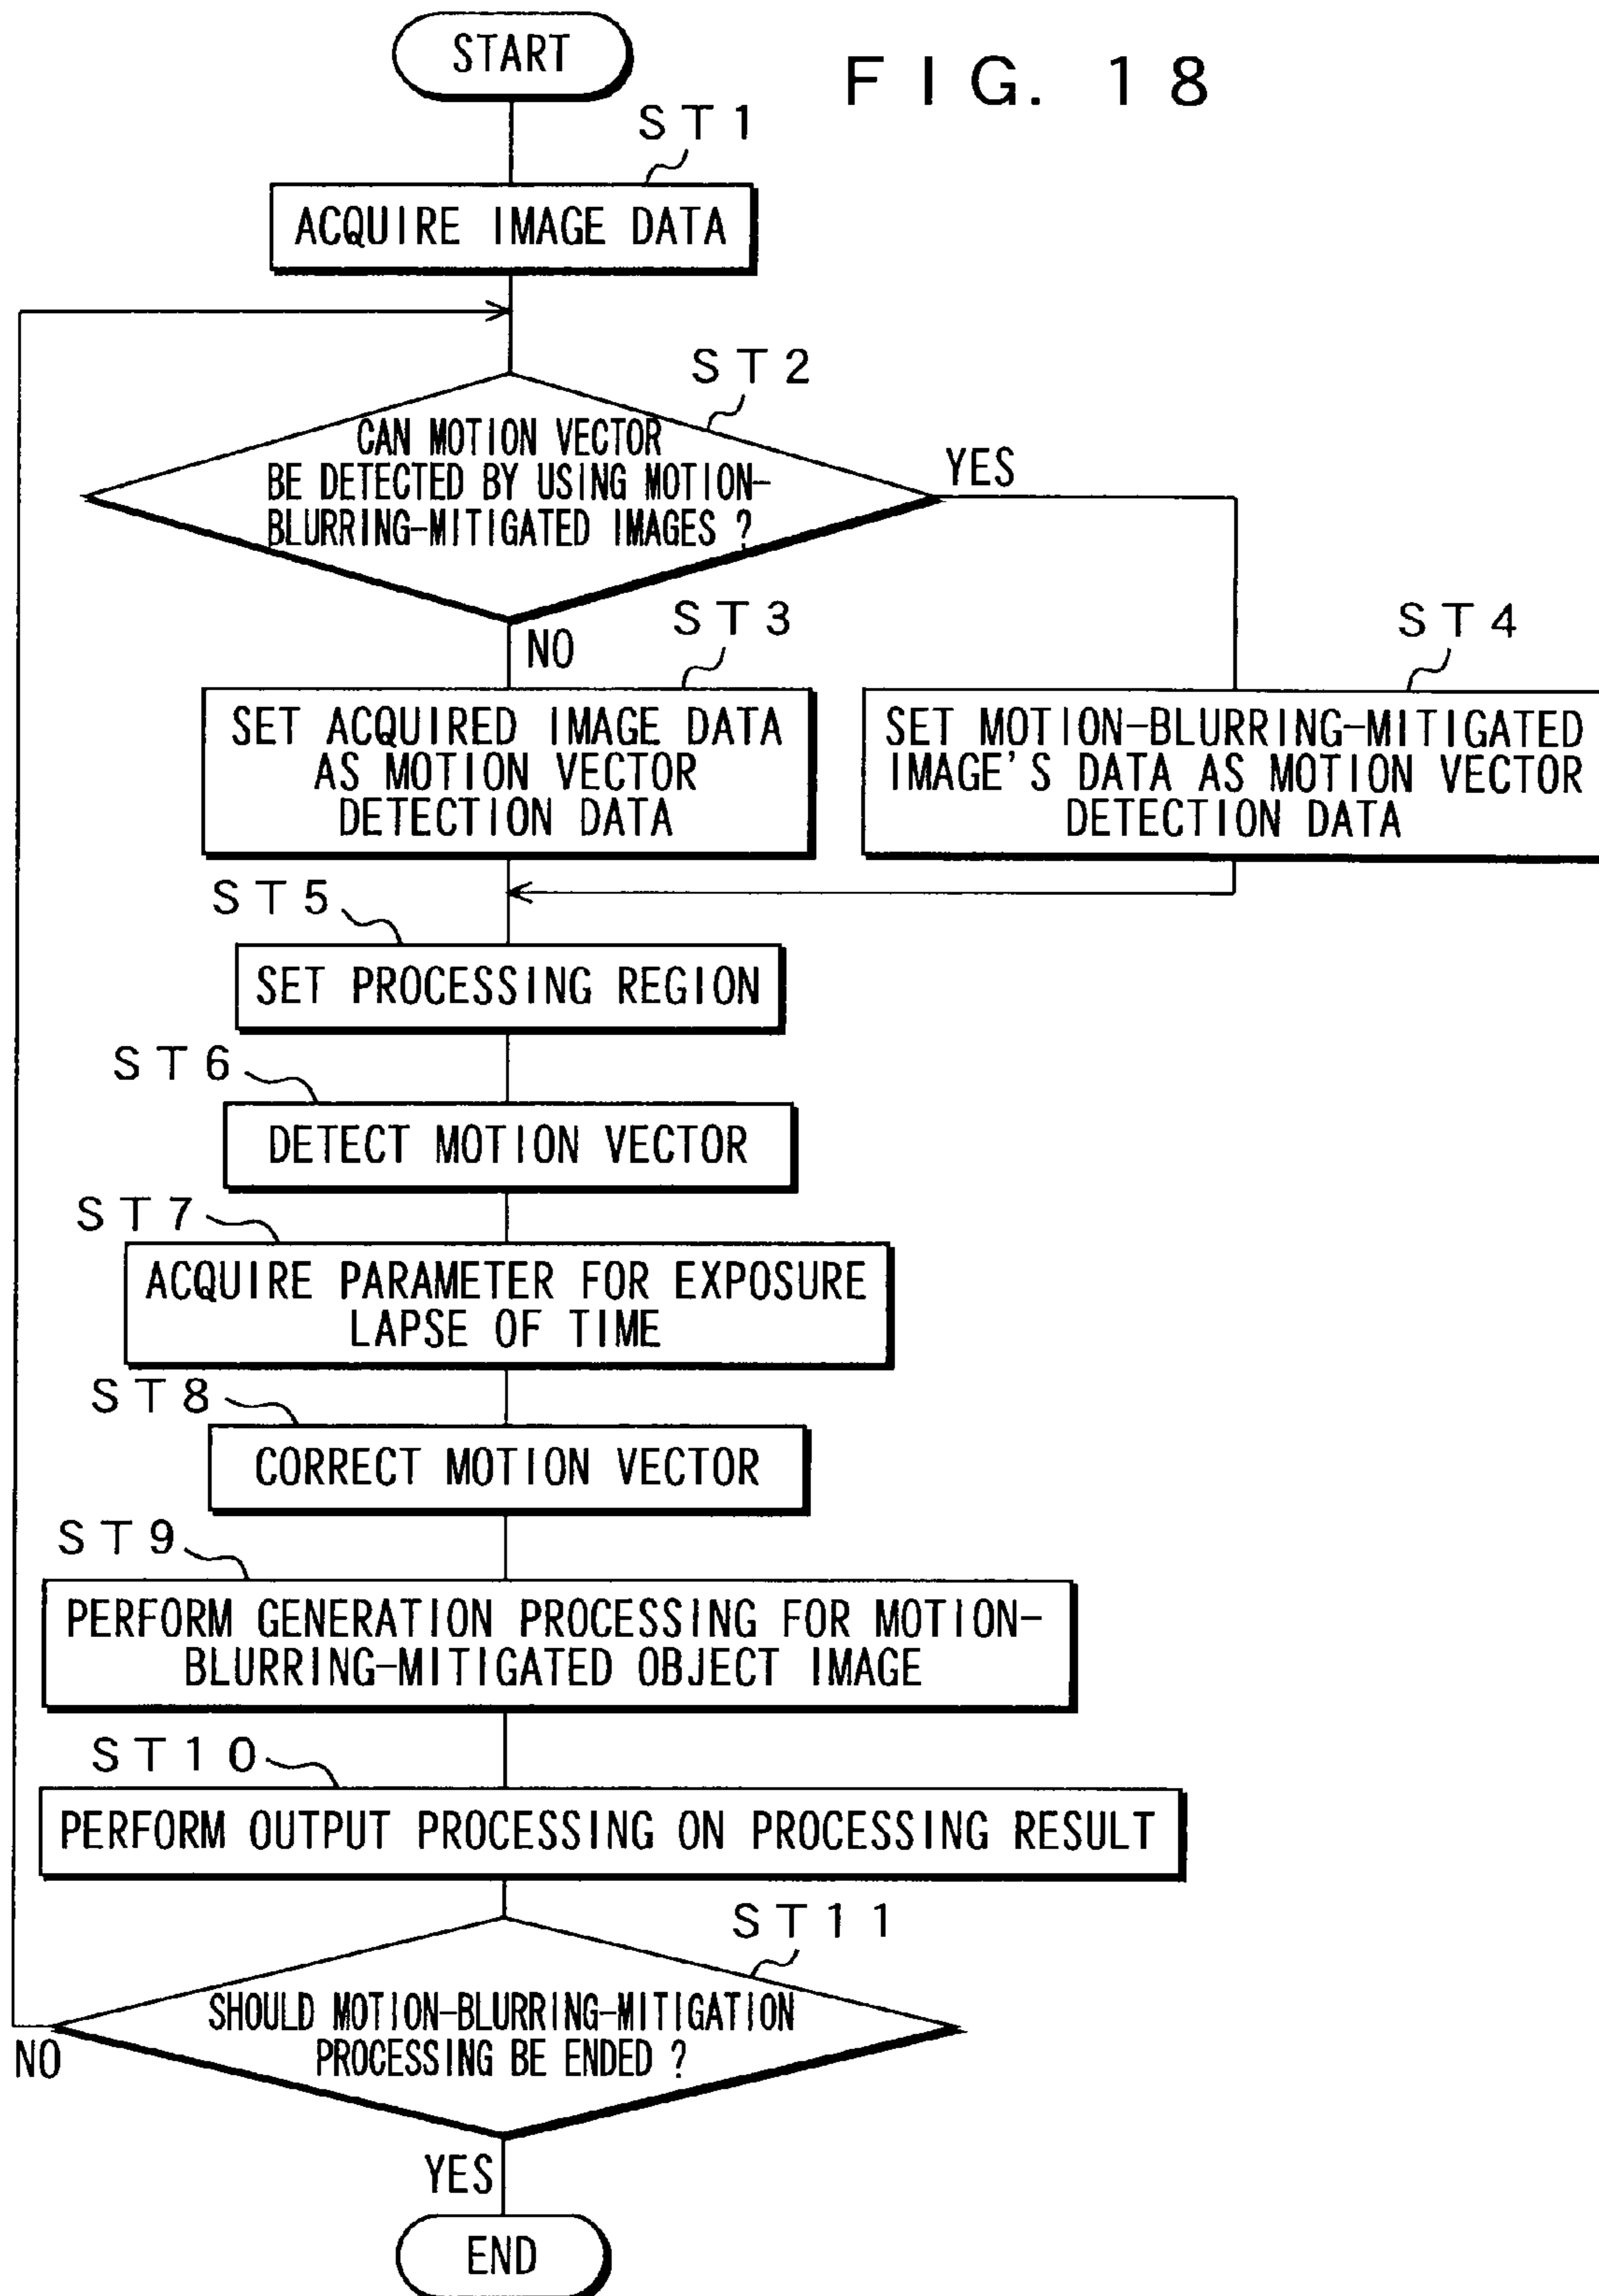 START
FIG. 18
ST1
ACQUIRE IMAGE DATA
ST2
CAN MOTION VECTOR
BE DETECTED BY USING MOTION-
BLURRING-MITIGATED IMAGES ?
YES
NO
ST3
SET ACQUIRED IMAGE DATA
AS MOTION VECTOR
DETECTION DATA
ST4
SET MOTION-BLURRING-MITIGATED
IMAGE'S DATA AS MOTION VECTOR
DETECTION DATA
ST5
SET PROCESSING REGION
ST6
DETECT MOTION VECTOR
ST7
ACQUIRE PARAMETER FOR EXPOSURE
LAPSE OF TIME
ST8
CORRECT MOTION VECTOR
ST9
PERFORM GENERATION PROCESSING FOR MOTION-
BLURRING-MITIGATED OBJECT IMAGE
ST10
PERFORM OUTPUT PROCESSING ON PROCESSING RESULT
ST11
SHOULD MOTION-BLURRING-MITIGATION
PROCESSING BE ENDED ?
NO
YES
END